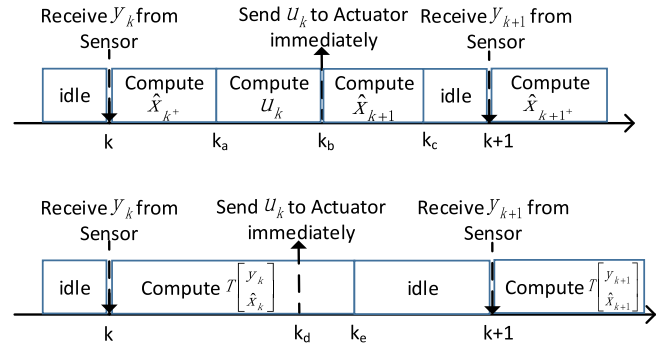 Receive y_k from Sensor
Send u_k to Actuator immediately
Receive y_{k+1} from Sensor
idle
Compute x̂_{k^+}
Compute u_k
Compute x̂_{k+1}
idle
Compute x̂_{k+1^+}
k
k_a
k_b
k_c
k+1
Receive y_k from Sensor
Send u_k to Actuator immediately
Receive y_{k+1} from Sensor
idle
Compute T[y_k x̂_k]
idle
Compute T[y_{k+1} x̂_{k+1}]
k
k_d
k_e
k+1